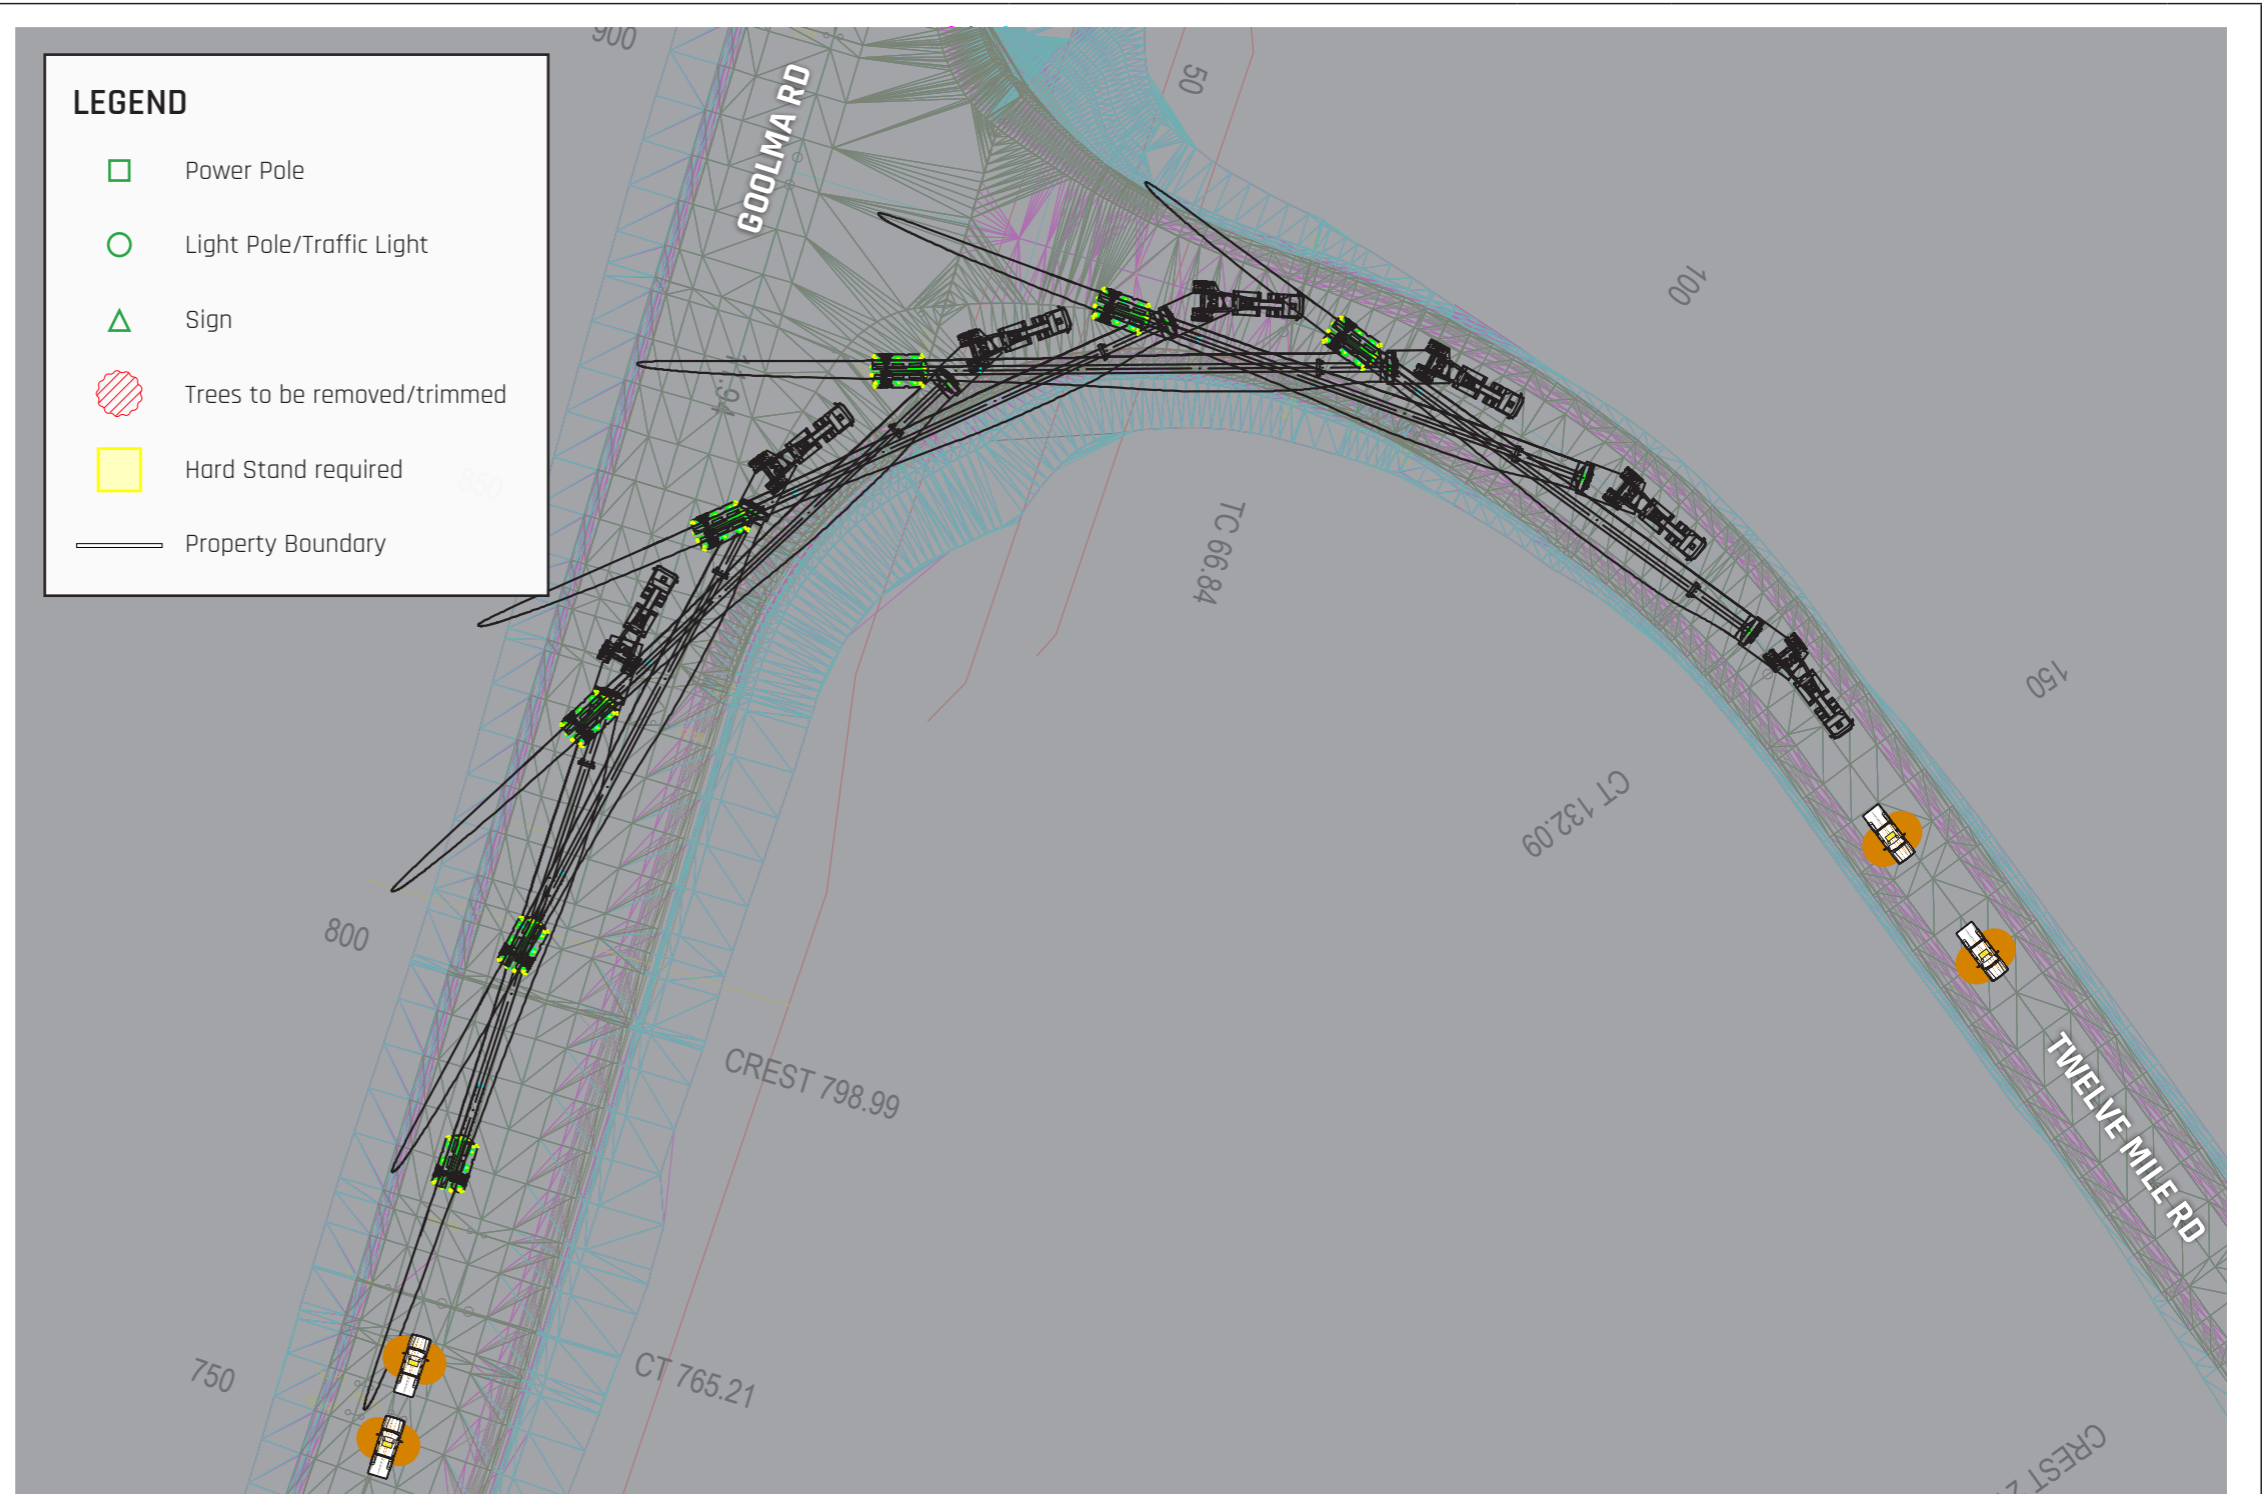 LEGEND
Power Pole
Light Pole/Traffic Light
Sign
Trees to be removed/trimmed
Hard Stand required
Property Boundary
900
GOOLMA RD
50
100
850
TC 66.84
150
CT 132.09
800
CREST 798.99
TWELVE MILE RD
750
CT 765.21
CREST